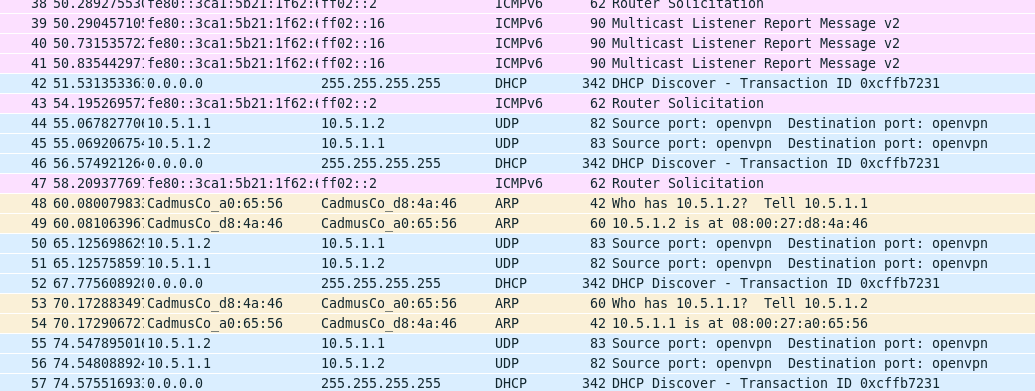 38 50.289275530 fe80::3ca1:5b21:1f62: ff02::2 ICMPv6 62 Router Solicitation
39 50.290457105 fe80::3ca1:5b21:1f62: ff02::16 ICMPv6 90 Multicast Listener Report Message v2
40 50.731535722 fe80::3ca1:5b21:1f62: ff02::16 ICMPv6 90 Multicast Listener Report Message v2
41 50.835442971 fe80::3ca1:5b21:1f62: ff02::16 ICMPv6 90 Multicast Listener Report Message v2
42 51.531353361 0.0.0.0 255.255.255.255 DHCP 342 DHCP Discover - Transaction ID 0xcffb7231
43 54.195269572 fe80::3ca1:5b21:1f62: ff02::2 ICMPv6 62 Router Solicitation
44 55.06782770 10.5.1.1 10.5.1.2 UDP 82 Source port: openvpn Destination port: openvpn
45 55.06920675 10.5.1.2 10.5.1.1 UDP 83 Source port: openvpn Destination port: openvpn
46 56.57492126 0.0.0.0 255.255.255.255 DHCP 342 DHCP Discover - Transaction ID 0xcffb7231
47 58.20937769 fe80::3ca1:5b21:1f62: ff02::2 ICMPv6 62 Router Solicitation
48 60.08007983 CadmusCo_a0:65:56 CadmusCo_d8:4a:46 ARP 42 Who has 10.5.1.2? Tell 10.5.1.1
49 60.08106396 CadmusCo_d8:4a:46 CadmusCo_a0:65:56 ARP 60 10.5.1.2 is at 08:00:27:d8:4a:46
50 65.12569862 10.5.1.2 10.5.1.1 UDP 83 Source port: openvpn Destination port: openvpn
51 65.12575859 10.5.1.1 10.5.1.2 UDP 82 Source port: openvpn Destination port: openvpn
52 67.77560892 0.0.0.0 255.255.255.255 DHCP 342 DHCP Discover - Transaction ID 0xcffb7231
53 70.17288349 CadmusCo_d8:4a:46 CadmusCo_a0:65:56 ARP 60 Who has 10.5.1.1? Tell 10.5.1.2
54 70.17290672 CadmusCo_a0:65:56 CadmusCo_d8:4a:46 ARP 42 10.5.1.1 is at 08:00:27:a0:65:56
55 74.54789501 10.5.1.2 10.5.1.1 UDP 83 Source port: openvpn Destination port: openvpn
56 74.54808892 10.5.1.1 10.5.1.2 UDP 82 Source port: openvpn Destination port: openvpn
57 74.57551693 0.0.0.0 255.255.255.255 DHCP 342 DHCP Discover - Transaction ID 0xcffb7231